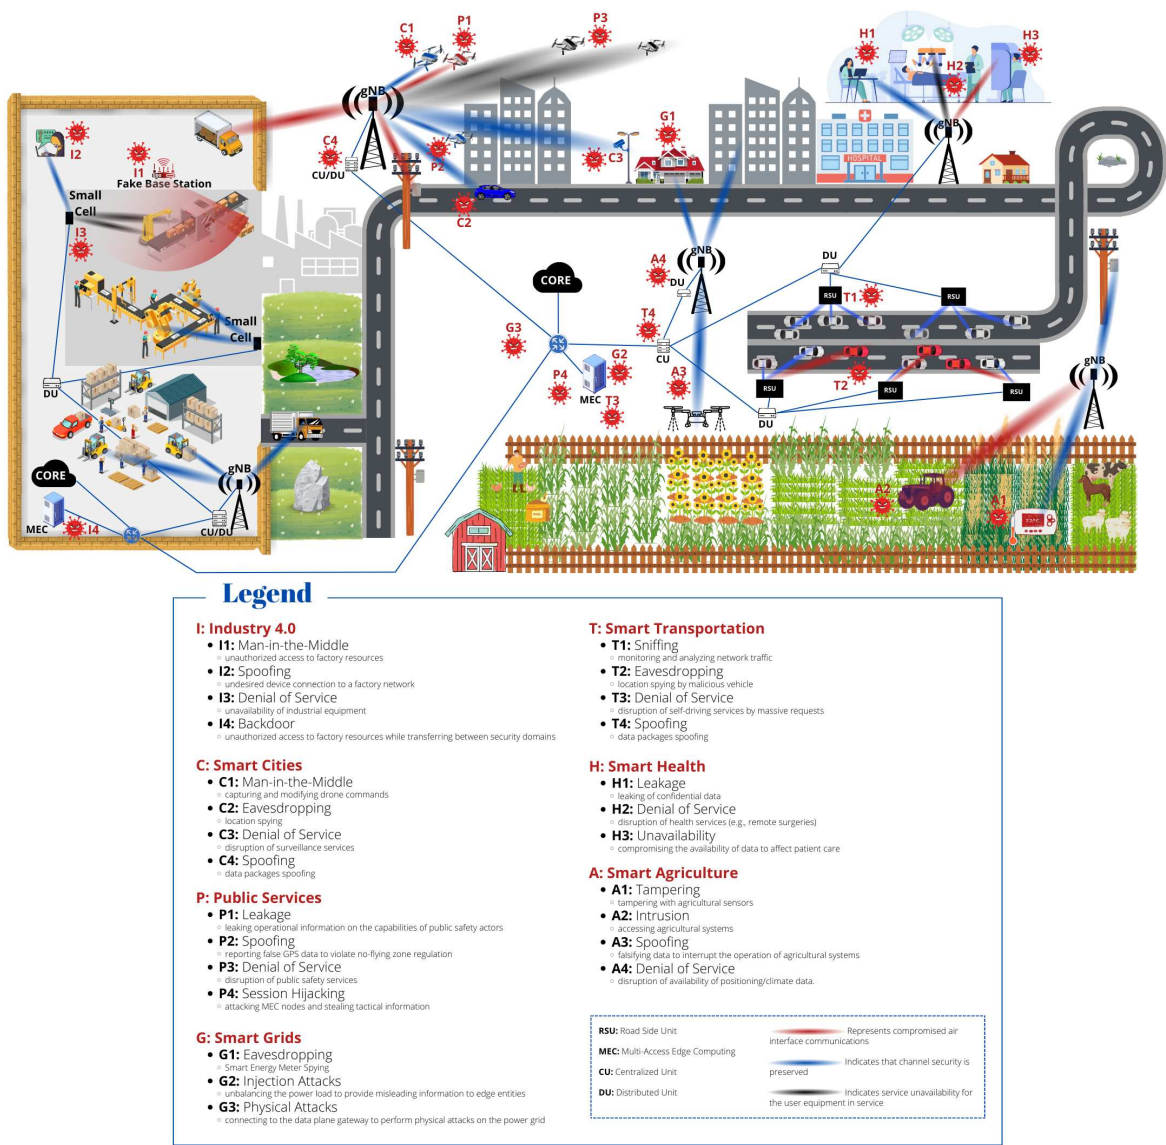 C1
P1
P3
H1
H3
H2
gNB
gNB
I2
I1
Fake Base Station
C4
CU/DU
P2
C3
G1
HOSPITAL
Small
Cell
C2
I3
A4
gNB
DU
DU
CORE
RSU
T1
RSU
Small
Cell
G3
T4
CU
G2
P4
MEC
T3
A3
T2
RSU
RSU
RSU
DU
gNB
DU
gNB
CORE
MEC
I4
CU/DU
A2
A1
Legend
I: Industry 4.0
• I1: Man-in-the-Middle
○ unauthorized access to factory resources
• I2: Spoofing
○ undesired device connection to a factory network
• I3: Denial of Service
○ unavailability of industrial equipment
• I4: Backdoor
○ unauthorized access to factory resources while transferring between security domains
C: Smart Cities
• C1: Man-in-the-Middle
○ capturing and modifying drone commands
• C2: Eavesdropping
○ location spying
• C3: Denial of Service
○ disruption of surveillance services
• C4: Spoofing
○ data packages spoofing
P: Public Services
• P1: Leakage
○ leaking operational information on the capabilities of public safety actors
• P2: Spoofing
○ reporting false GPS data to violate no-flying zone regulation
• P3: Denial of Service
○ disruption of public safety services
• P4: Session Hijacking
○ attacking MEC nodes and stealing tactical information
G: Smart Grids
• G1: Eavesdropping
○ Smart Energy Meter Spying
• G2: Injection Attacks
○ unbalancing the power load to provide misleading information to edge entities
• G3: Physical Attacks
○ connecting to the data plane gateway to perform physical attacks on the power grid
T: Smart Transportation
• T1: Sniffing
○ monitoring and analyzing network traffic
• T2: Eavesdropping
○ location spying by malicious vehicle
• T3: Denial of Service
○ disruption of self-driving services by massive requests
• T4: Spoofing
○ data packages spoofing
H: Smart Health
• H1: Leakage
○ leaking of confidential data
• H2: Denial of Service
○ disruption of health services (e.g., remote surgeries)
• H3: Unavailability
○ compromising the availability of data to affect patient care
A: Smart Agriculture
• A1: Tampering
○ tampering with agricultural sensors
• A2: Intrusion
○ accessing agricultural systems
• A3: Spoofing
○ falsifying data to interrupt the operation of agricultural systems
• A4: Denial of Service
○ disruption of availability of positioning/climate data.
RSU: Road Side Unit
MEC: Multi-Access Edge Computing
CU: Centralized Unit
DU: Distributed Unit
Represents compromised air
interface communications
Indicates that channel security is
preserved
Indicates service unavailability for
the user equipment in service